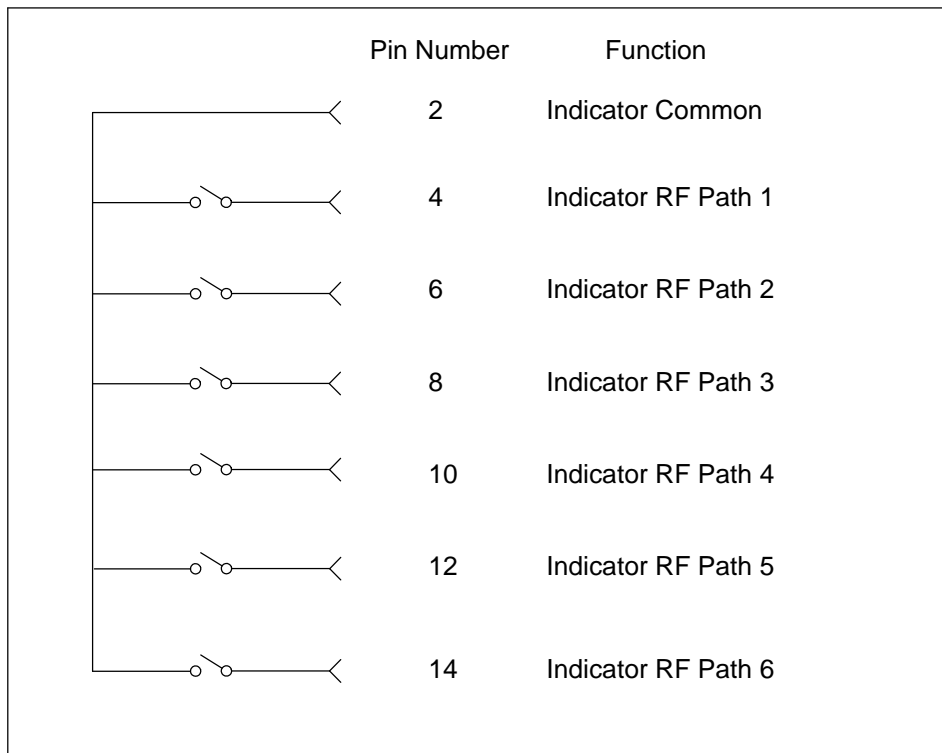 Pin Number Function
2 Indicator Common
4 Indicator RF Path 1
6 Indicator RF Path 2
8 Indicator RF Path 3
10 Indicator RF Path 4
12 Indicator RF Path 5
14 Indicator RF Path 6